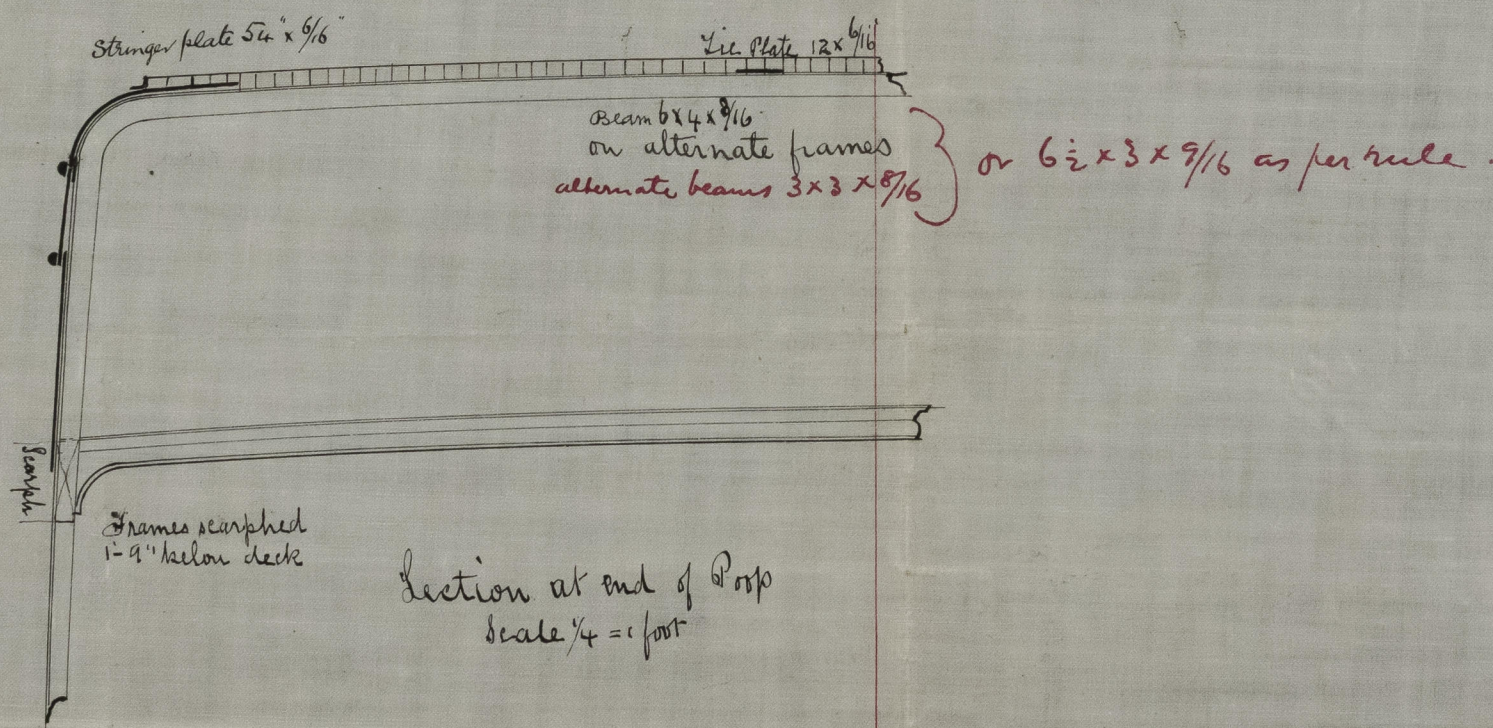 Stringer plate 54" x 6/16"
Tie Plate 12 x 6/16
Beam 6 x 4 x 8/16
on alternate frames
alternate beams 3 x 3 x 8/16
or 6½ x 3 x 9/16 as per rule.
Scarph
Frames scarphed
1'-9" below deck
Section at end of Poop
Scale 1/4 = 1 foot